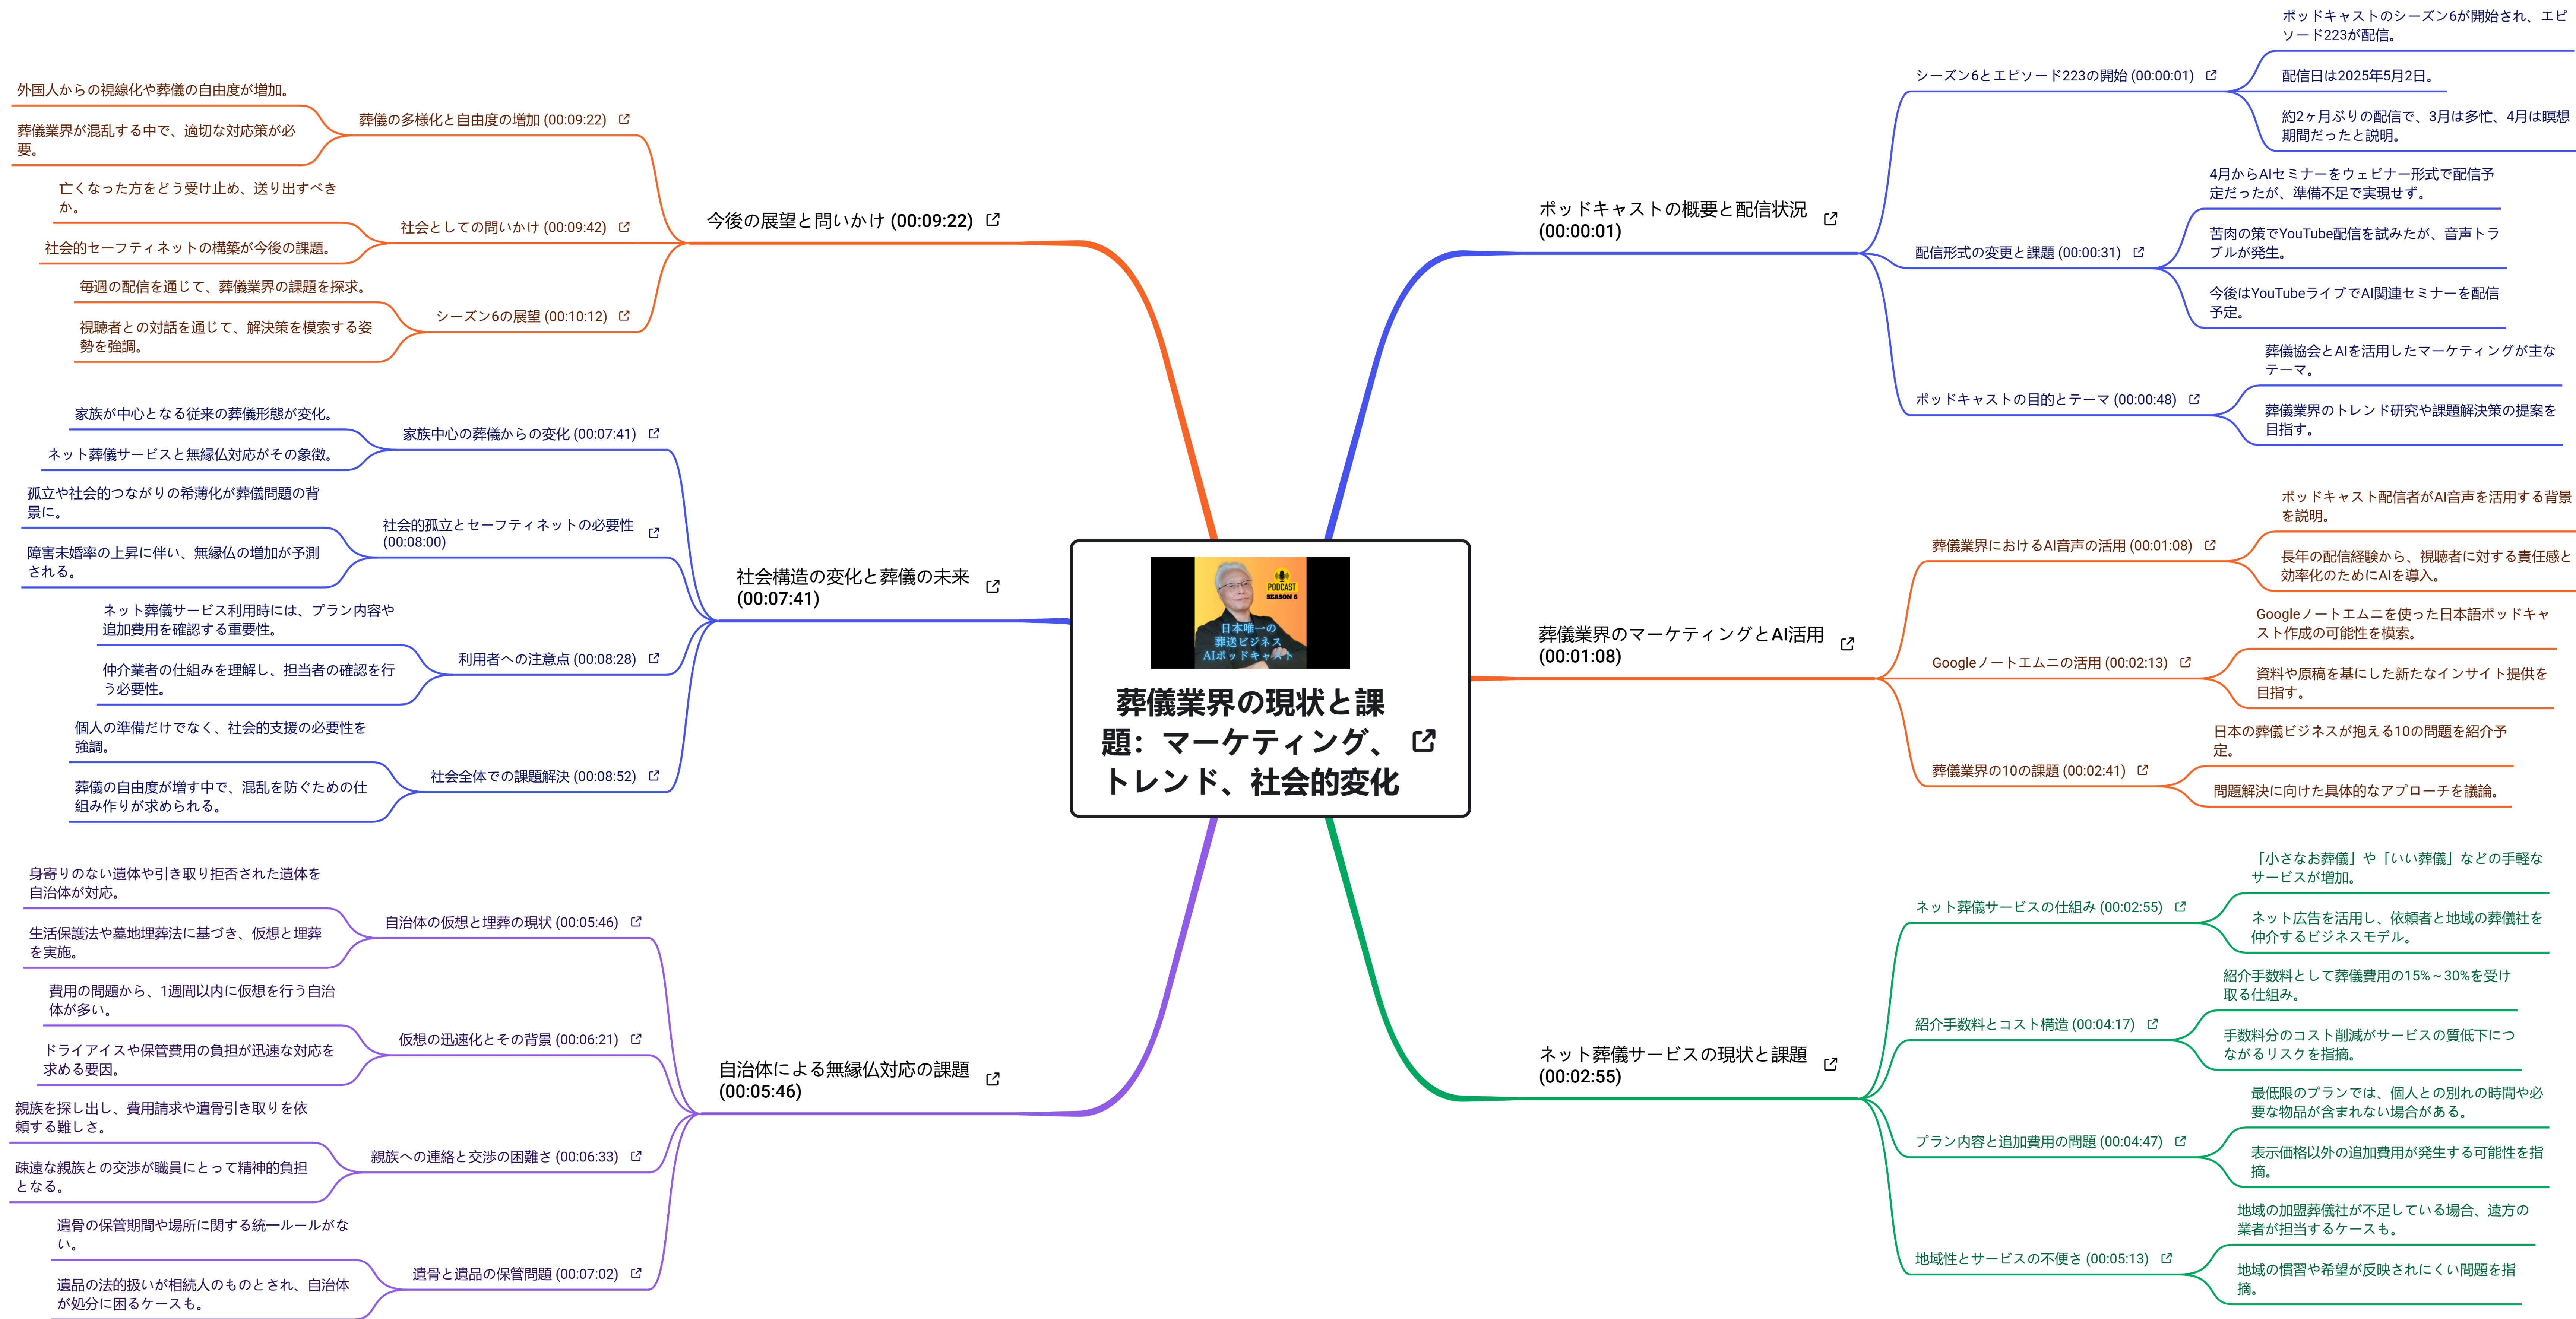 PODCAST
SEASON 6
日本唯一の
葬送ビジネス
AIポッドキャスト
葬儀業界の現状と課
題：マーケティング、
トレンド、社会的変化
ポッドキャストの概要と配信状況
(00:00:01)
シーズン6とエピソード223の開始 (00:00:01)
ポッドキャストのシーズン6が開始され、エピ
ソード223が配信。
配信日は2025年5月2日。
約2ヶ月ぶりの配信で、3月は多忙、4月は瞑想
期間だったと説明。
配信形式の変更と課題 (00:00:31)
4月からAIセミナーをウェビナー形式で配信予
定だったが、準備不足で実現せず。
苦肉の策でYouTube配信を試みたが、音声トラ
ブルが発生。
今後はYouTubeライブでAI関連セミナーを配信
予定。
ポッドキャストの目的とテーマ (00:00:48)
葬儀協会とAIを活用したマーケティングが主な
テーマ。
葬儀業界のトレンド研究や課題解決策の提案を
目指す。
葬儀業界のマーケティングとAI活用
(00:01:08)
葬儀業界におけるAI音声の活用 (00:01:08)
ポッドキャスト配信者がAI音声を活用する背景
を説明。
長年の配信経験から、視聴者に対する責任感と
効率化のためにAIを導入。
Googleノートエムニの活用 (00:02:13)
Googleノートエムニを使った日本語ポッドキャ
スト作成の可能性を模索。
資料や原稿を基にした新たなインサイト提供を
目指す。
葬儀業界の10の課題 (00:02:41)
日本の葬儀ビジネスが抱える10の問題を紹介予
定。
問題解決に向けた具体的なアプローチを議論。
ネット葬儀サービスの現状と課題
(00:02:55)
ネット葬儀サービスの仕組み (00:02:55)
「小さなお葬儀」や「いい葬儀」などの手軽な
サービスが増加。
ネット広告を活用し、依頼者と地域の葬儀社を
仲介するビジネスモデル。
紹介手数料とコスト構造 (00:04:17)
紹介手数料として葬儀費用の15%～30%を受け
取る仕組み。
手数料分のコスト削減がサービスの質低下につ
ながるリスクを指摘。
プラン内容と追加費用の問題 (00:04:47)
最低限のプランでは、個人との別れの時間や必
要な物品が含まれない場合がある。
表示価格以外の追加費用が発生する可能性を指
摘。
地域性とサービスの不便さ (00:05:13)
地域の加盟葬儀社が不足している場合、遠方の
業者が担当するケースも。
地域の慣習や希望が反映されにくい問題を指
摘。
自治体による無縁仏対応の課題
(00:05:46)
自治体の仮想と埋葬の現状 (00:05:46)
身寄りのない遺体や引き取り拒否された遺体を
自治体が対応。
生活保護法や墓地埋葬法に基づき、仮想と埋葬
を実施。
仮想の迅速化とその背景 (00:06:21)
費用の問題から、1週間以内に仮想を行う自治
体が多い。
ドライアイスや保管費用の負担が迅速な対応を
求める要因。
親族への連絡と交渉の困難さ (00:06:33)
親族を探し出し、費用請求や遺骨引き取りを依
頼する難しさ。
疎遠な親族との交渉が職員にとって精神的負担
となる。
遺骨と遺品の保管問題 (00:07:02)
遺骨の保管期間や場所に関する統一ルールがな
い。
遺品の法的扱いが相続人のものとされ、自治体
が処分に困るケースも。
社会構造の変化と葬儀の未来
(00:07:41)
家族中心の葬儀からの変化 (00:07:41)
家族が中心となる従来の葬儀形態が変化。
ネット葬儀サービスと無縁仏対応がその象徴。
社会的孤立とセーフティネットの必要性
(00:08:00)
孤立や社会的つながりの希薄化が葬儀問題の背
景に。
障害未婚率の上昇に伴い、無縁仏の増加が予測
される。
利用者への注意点 (00:08:28)
ネット葬儀サービス利用時には、プラン内容や
追加費用を確認する重要性。
仲介業者の仕組みを理解し、担当者の確認を行
う必要性。
社会全体での課題解決 (00:08:52)
個人の準備だけでなく、社会的支援の必要性を
強調。
葬儀の自由度が増す中で、混乱を防ぐための仕
組み作りが求められる。
今後の展望と問いかけ (00:09:22)
葬儀の多様化と自由度の増加 (00:09:22)
外国人からの視線化や葬儀の自由度が増加。
葬儀業界が混乱する中で、適切な対応策が必
要。
社会としての問いかけ (00:09:42)
亡くなった方をどう受け止め、送り出すべき
か。
社会的セーフティネットの構築が今後の課題。
シーズン6の展望 (00:10:12)
毎週の配信を通じて、葬儀業界の課題を探求。
視聴者との対話を通じて、解決策を模索する姿
勢を強調。